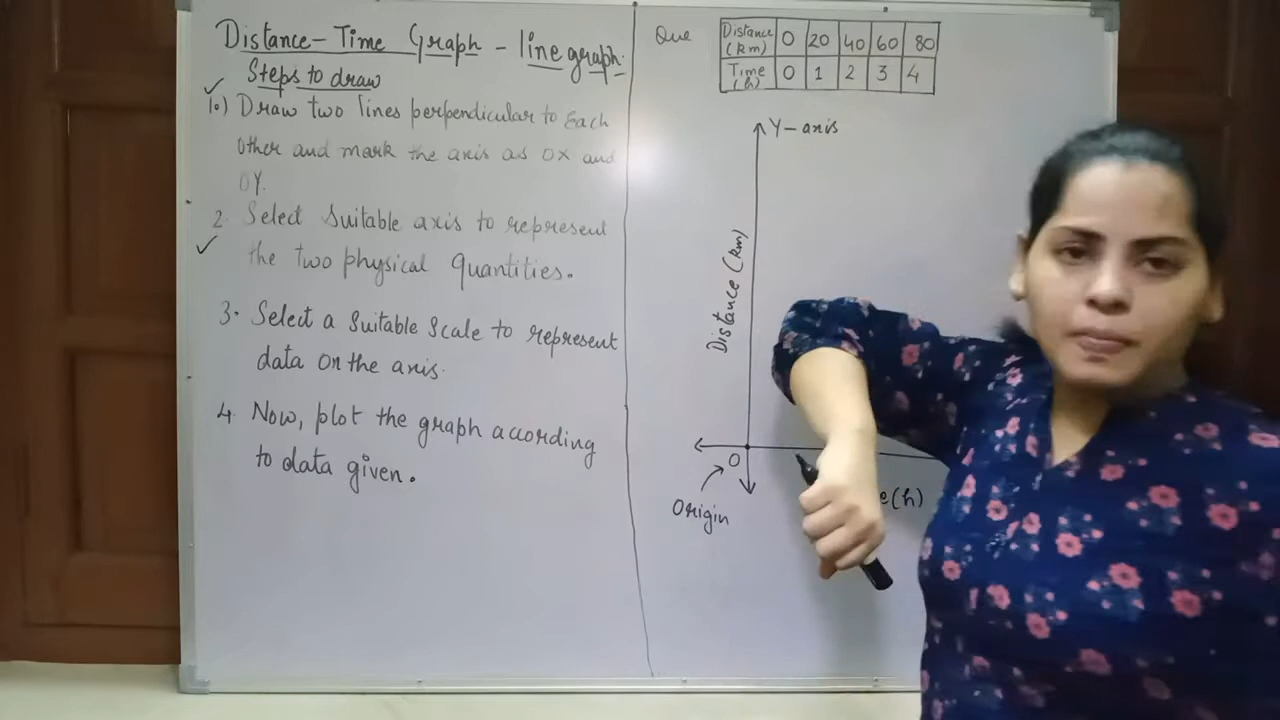 Distance-Time Graph - line graph.
Steps to draw
1.) Draw two lines perpendicular to Each
Other and mark the axis as OX and
OY.
2. Select Suitable axis to represent
the two physical Quantities.
3. Select a Suitable Scale to represent
data on the axis.
4. Now, plot the graph according
to data given.
Que
Distance (km) 0 20 40 60 80
Time (h) 0 1 2 3 4
Y-axis
Distance (km)
O
Origin
e(h)